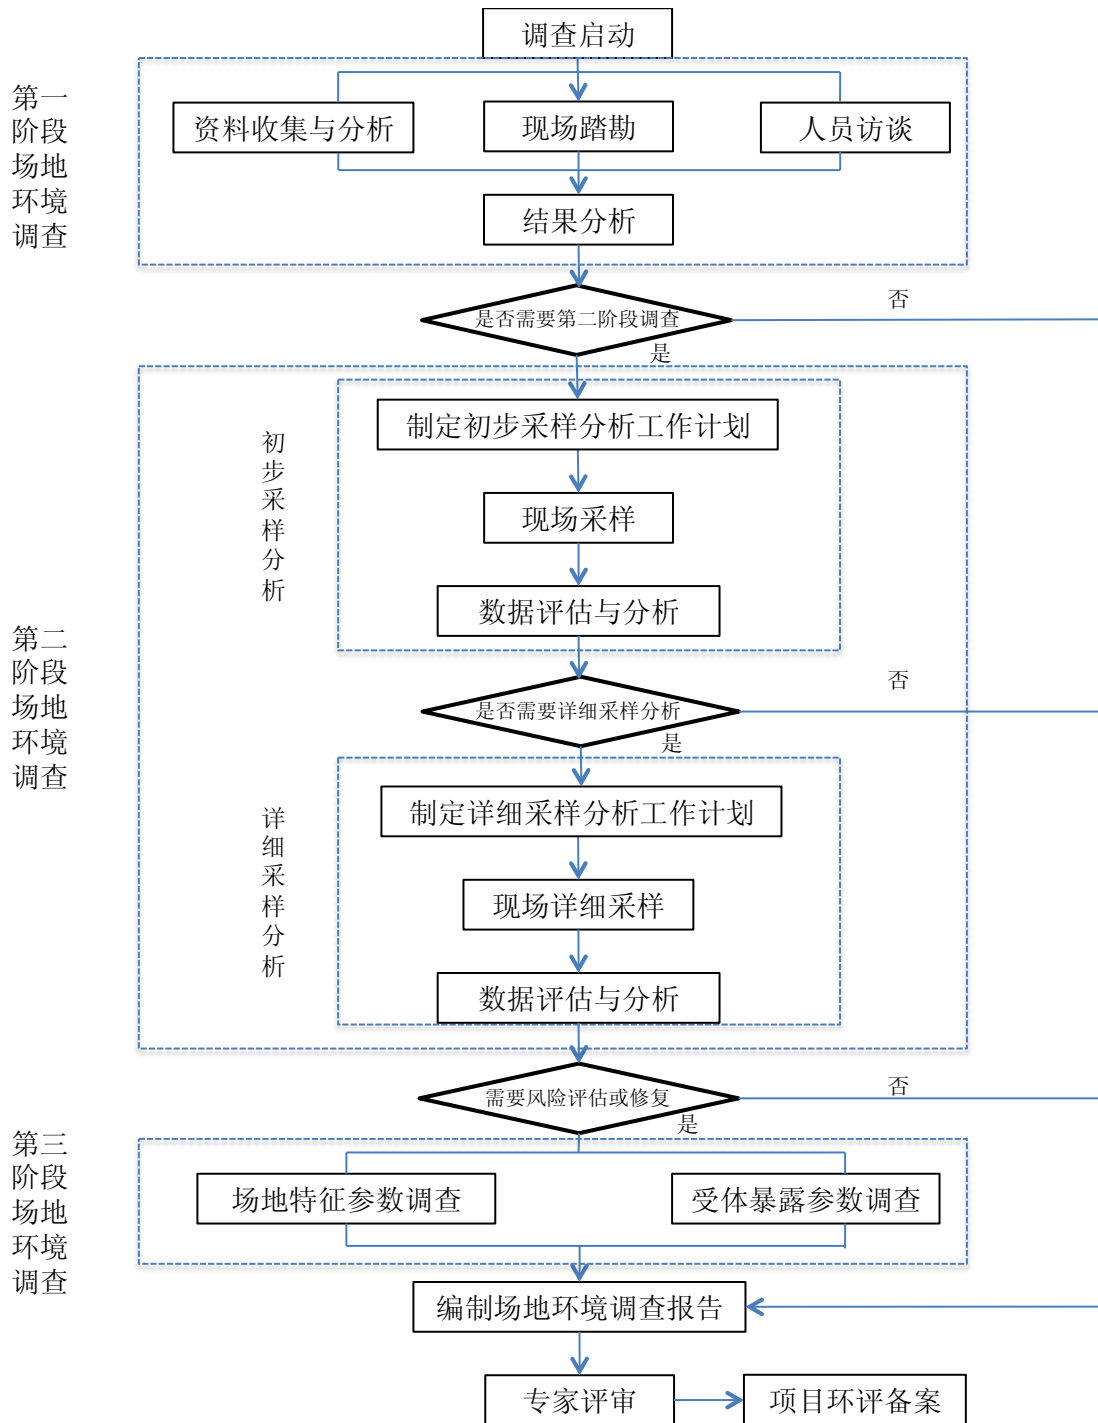 调查启动
第一
阶段
场地
环境
调查
资料收集与分析
现场踏勘
人员访谈
结果分析
是否需要第二阶段调查
否
是
第二
阶段
场地
环境
调查
初步采样分析
制定初步采样分析工作计划
现场采样
数据评估与分析
是否需要详细采样分析
否
是
详细采样分析
制定详细采样分析工作计划
现场详细采样
数据评估与分析
需要风险评估或修复
否
是
第三
阶段
场地
环境
调查
场地特征参数调查
受体暴露参数调查
编制场地环境调查报告
专家评审
项目环评备案